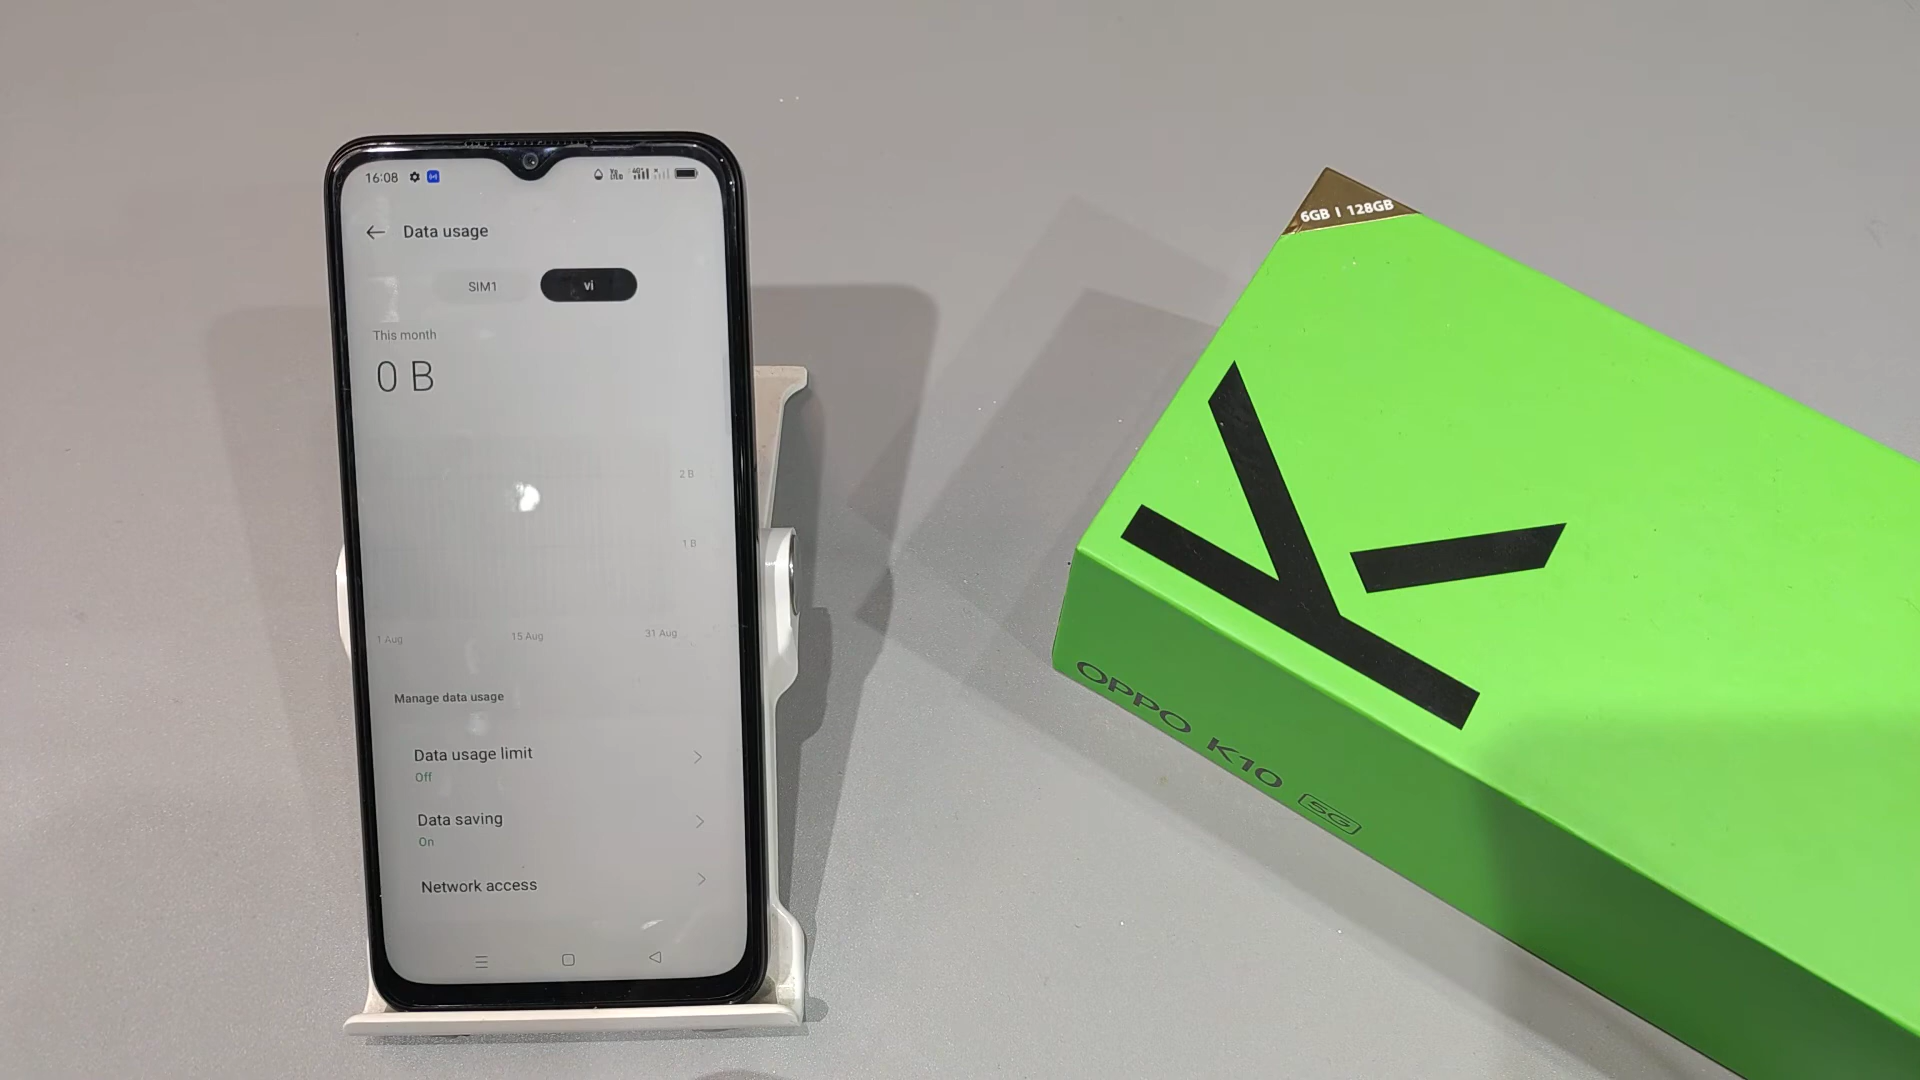 16:08
Data usage
SIM1
vi
This month
0 B
2 B
1 B
1 Aug
15 Aug
31 Aug
Manage data usage
Data usage limit
Off
Data saving
On
Network access
6GB | 128GB
K
OPPO K10 5G